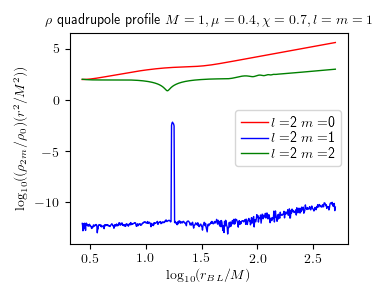 ρ quadrupole profile M = 1, μ = 0.4, χ = 0.7, l = m = 1
log₁₀((ρ₂ₘ/ρ₀)(r²/M²))
5
0
−5
−10
l =2 m =0
l =2 m =1
l =2 m =2
0.5 1.0 1.5 2.0 2.5
log₁₀(r_BL/M)